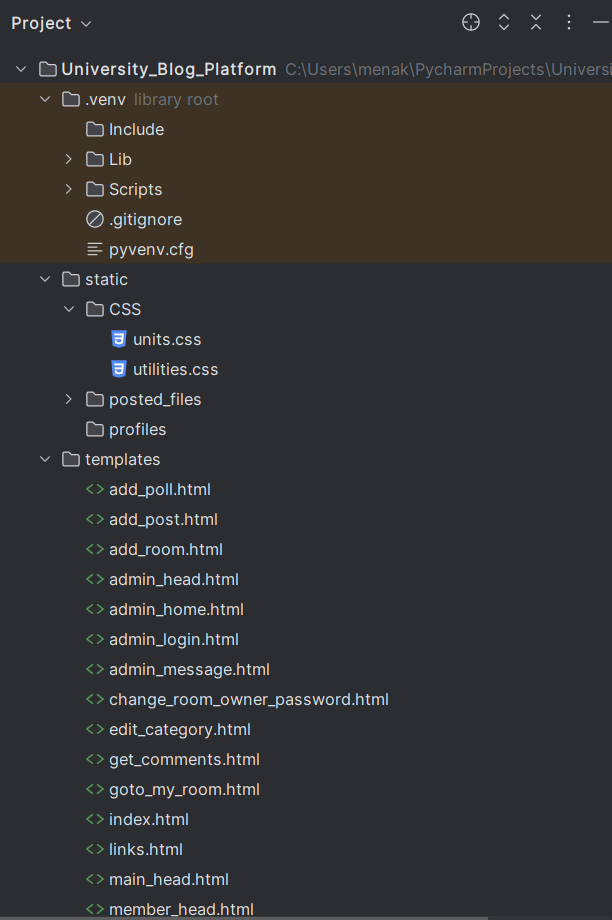 Project
University_Blog_Platform C:\Users\menak\PycharmProjects\Universi
.venv library root
Include
Lib
Scripts
.gitignore
pyvenv.cfg
static
CSS
units.css
utilities.css
posted_files
profiles
templates
add_poll.html
add_post.html
add_room.html
admin_head.html
admin_home.html
admin_login.html
admin_message.html
change_room_owner_password.html
edit_category.html
get_comments.html
goto_my_room.html
index.html
links.html
main_head.html
member_head.html